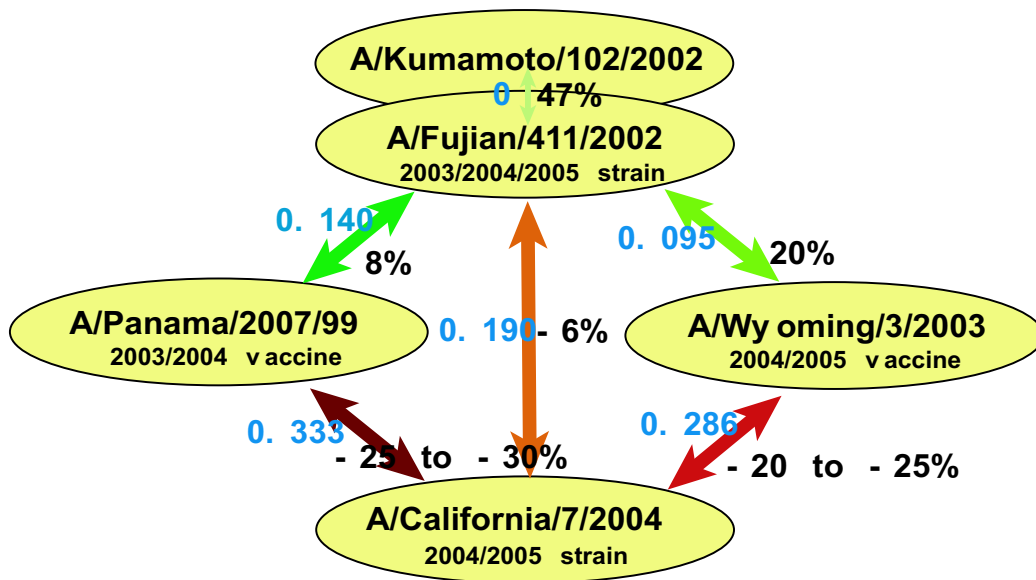 A/Kumamoto/102/2002
0 47%
A/Fujian/411/2002
2003/2004/2005 strain
0. 140
0. 095
8%
20%
A/Panama/2007/99
2003/2004 v accine
0. 190 - 6%
A/Wy oming/3/2003
2004/2005 v accine
0. 333
- 25 to - 30%
0. 286
- 20 to - 25%
A/California/7/2004
2004/2005 strain